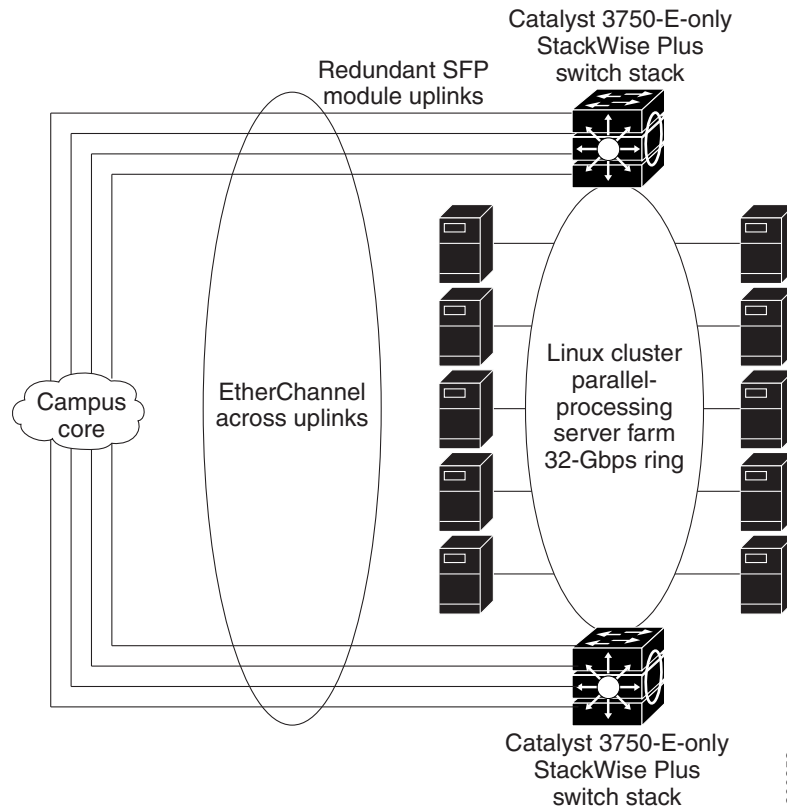 Catalyst 3750-E-only
StackWise Plus
switch stack
Redundant SFP
module uplinks
Campus
core
EtherChannel
across uplinks
Linux cluster
parallel-
processing
server farm
32-Gbps ring
Catalyst 3750-E-only
StackWise Plus
switch stack